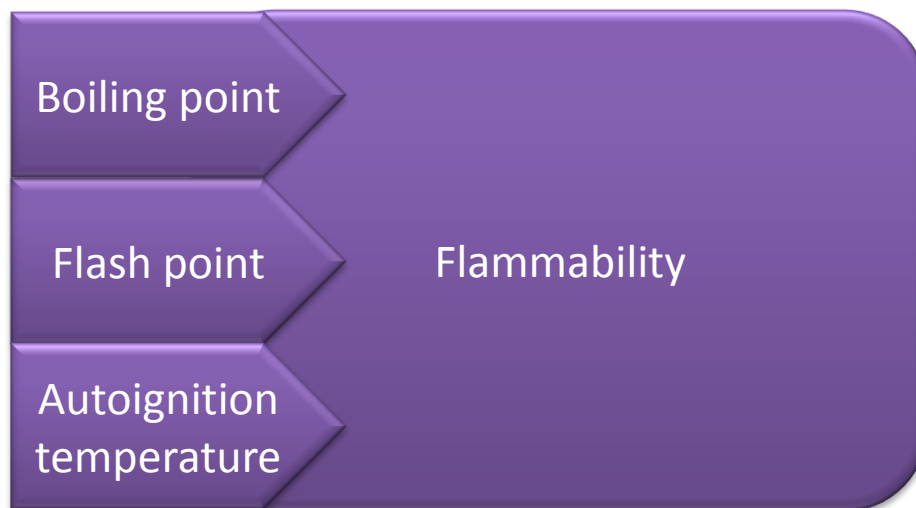 Boiling point
Flash point
Autoignition
temperature
Flammability